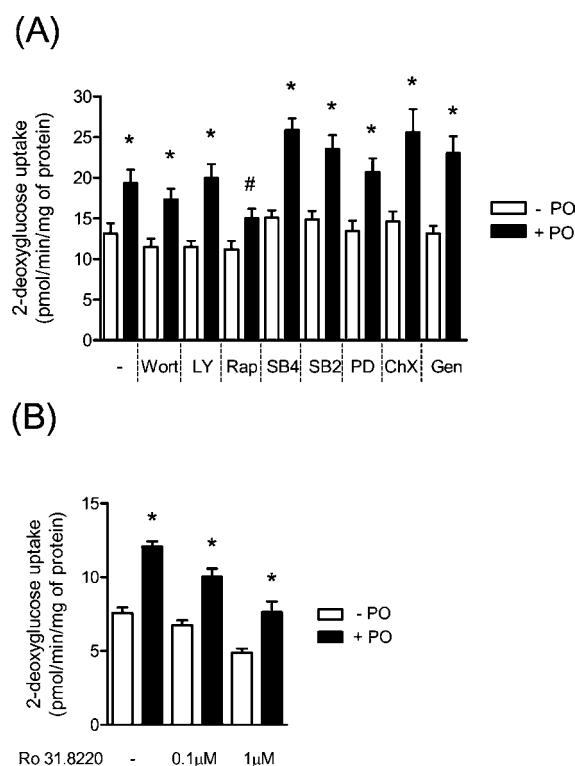 (A)
2-deoxyglucose uptake
(pmol/min/mg of protein)
30
25
20
15
10
5
0
* * * # * * * * *
- Wort LY Rap SB4 SB2 PD ChX Gen
- PO
+ PO
(B)
2-deoxyglucose uptake
(pmol/min/mg of protein)
15
10
5
0
* * *
- PO
+ PO
Ro 31.8220 - 0.1µM 1µM